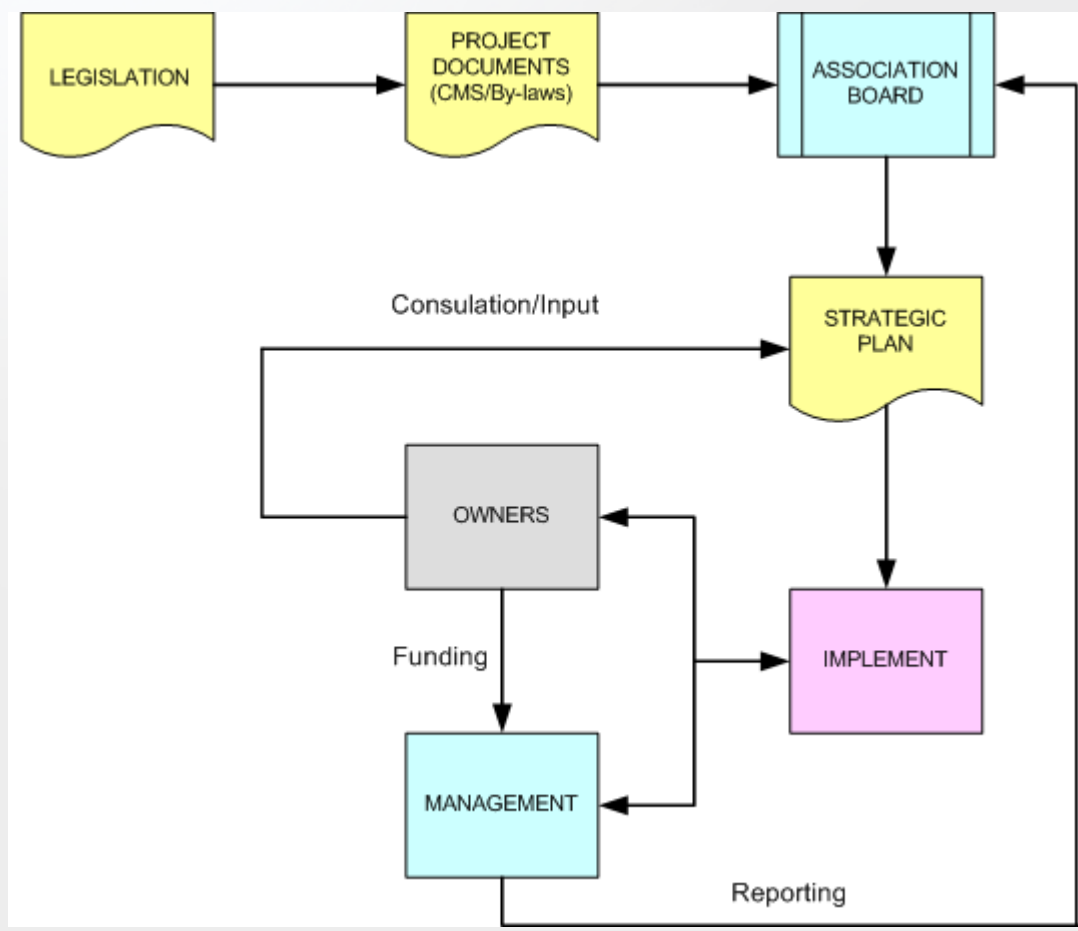 LEGISLATION
PROJECT
DOCUMENTS
(CMS/By-laws)
ASSOCIATION
BOARD
Consulation/Input
STRATEGIC
PLAN
OWNERS
Funding
IMPLEMENT
MANAGEMENT
Reporting